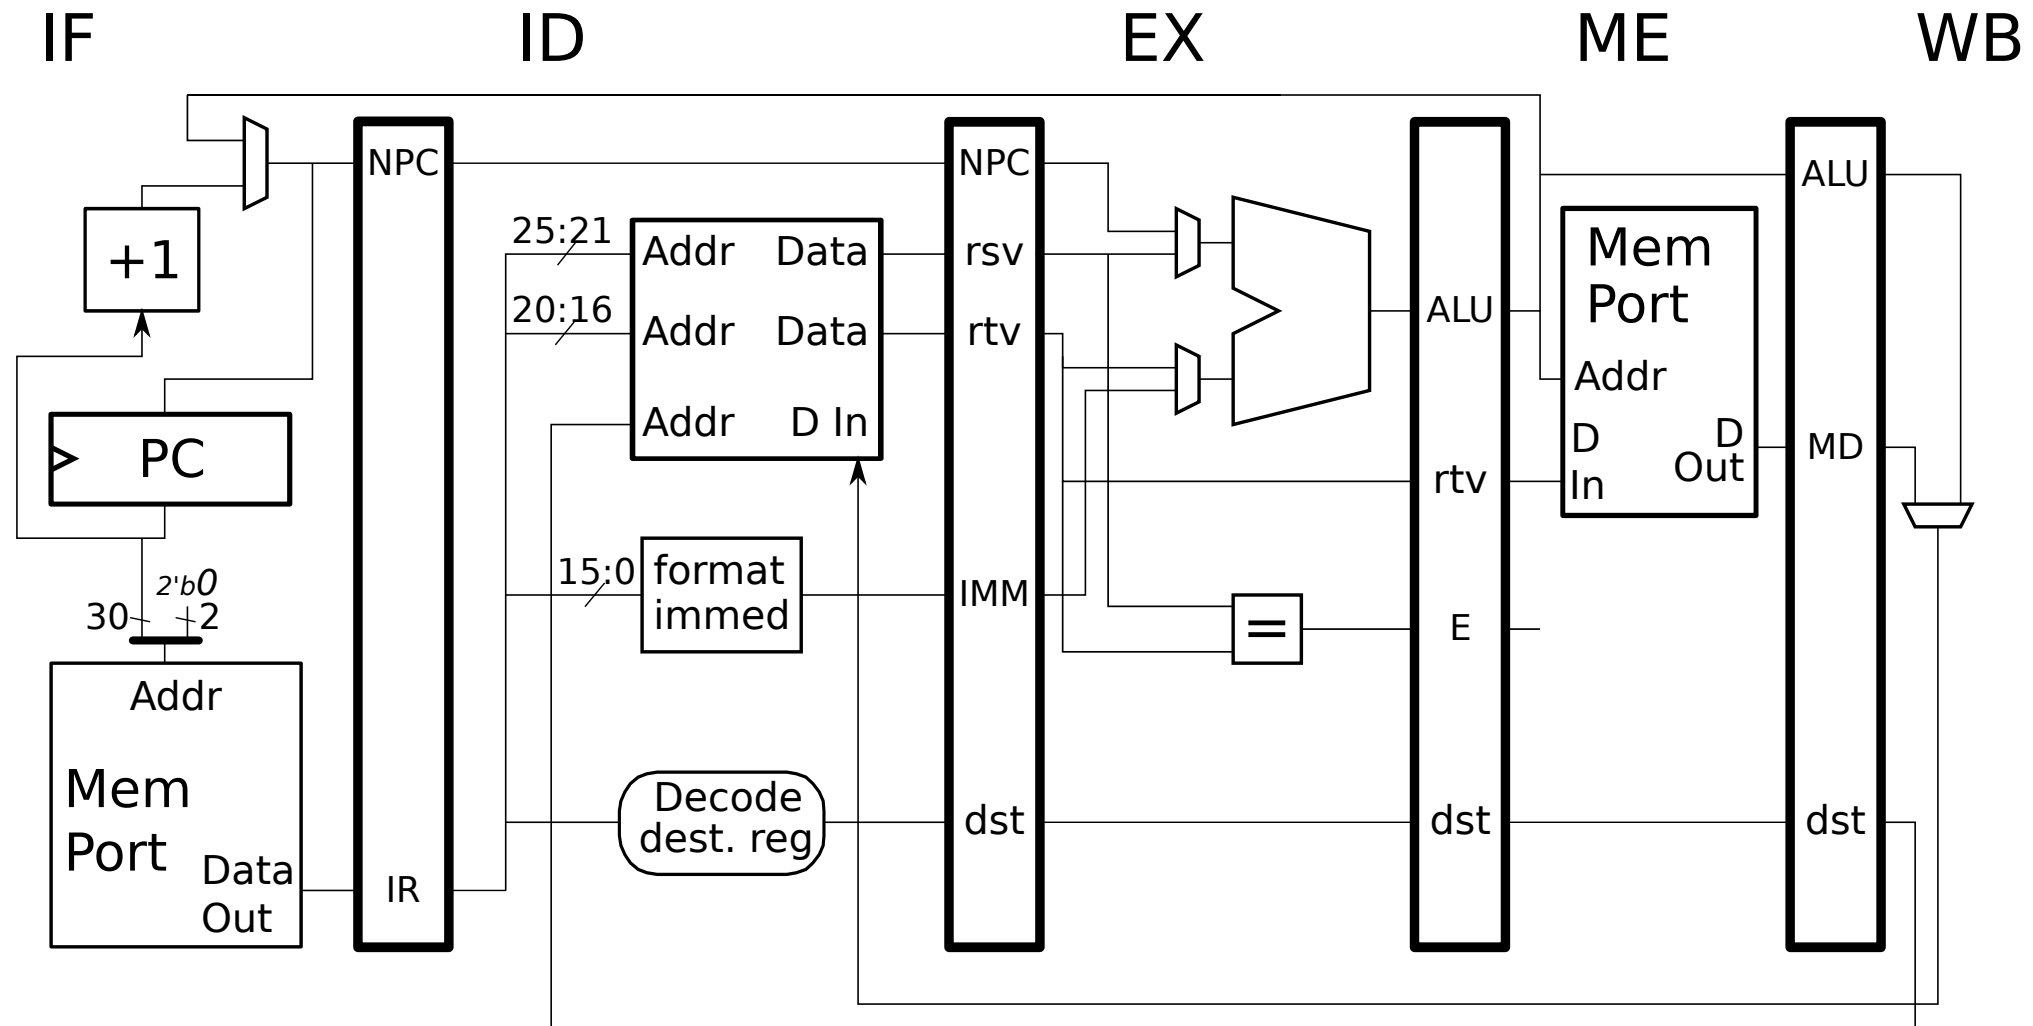 IF
ID
EX
ME
WB
+1
PC
2'b0
30
2
Addr
Mem
Port
Data
Out
NPC
IR
25:21
20:16
15:0
Addr Data
Addr Data
Addr D In
format
immed
Decode
dest. reg
NPC
rsv
rtv
IMM
dst
=
ALU
rtv
E
dst
Mem
Port
Addr
D
In
D
Out
ALU
MD
dst